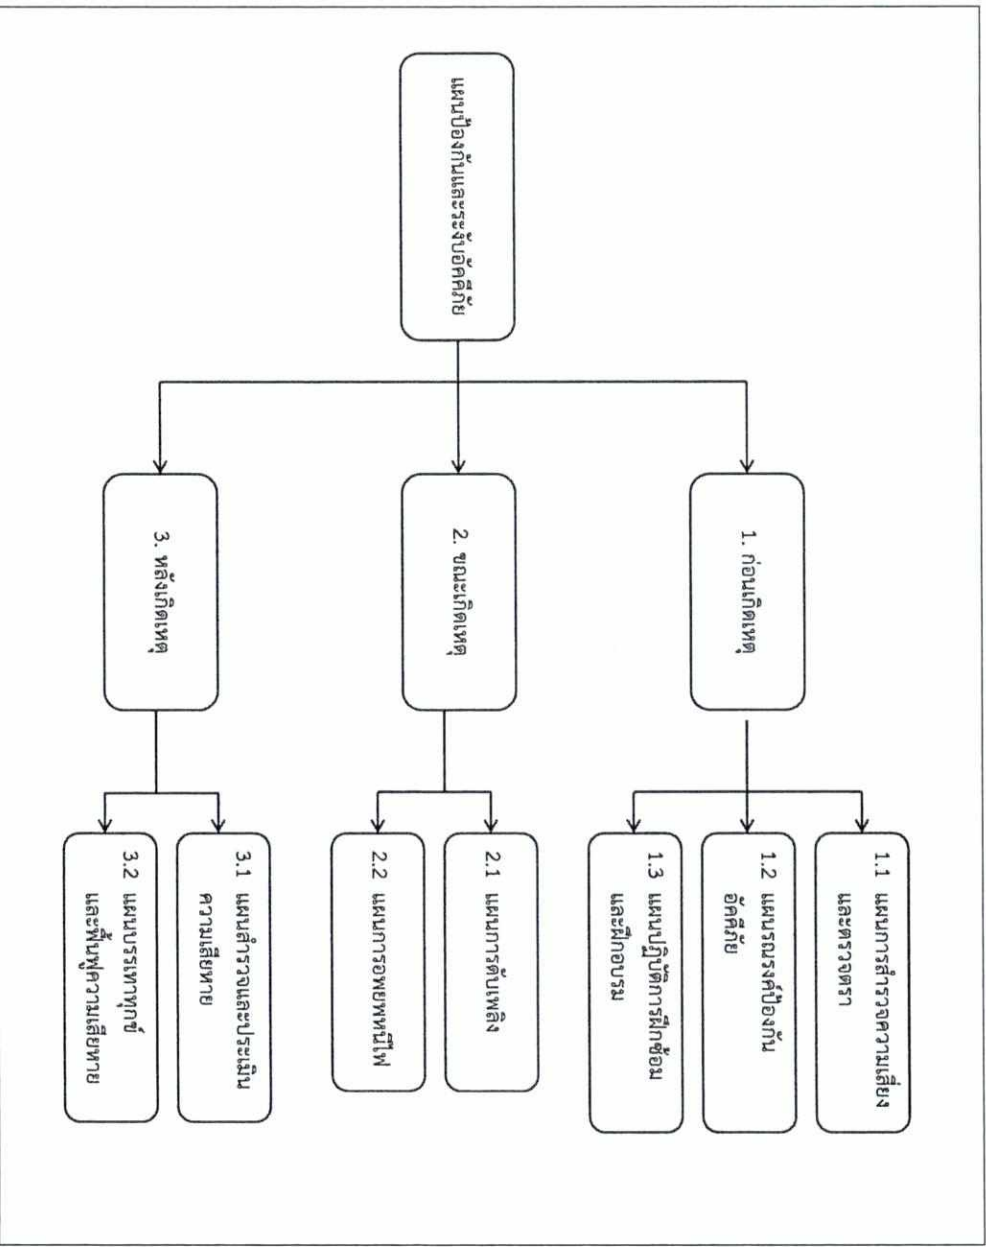 แผนป้องกันและระงับอัคคีภัย
1. ก่อนเกิดเหตุ
1.1 แผนการสำรวจความเสี่ยง
และตรวจตรา
1.2 แผนรณรงค์ป้องกัน
อัคคีภัย
1.3 แผนปฏิบัติการฝึกซ้อม
และฝึกอบรม
2. ขณะเกิดเหตุ
2.1 แผนการดับเพลิง
2.2 แผนการอพยพหนีไฟ
3. หลังเกิดเหตุ
3.1 แผนสำรวจและประเมิน
ความเสียหาย
3.2 แผนบรรเทาทุกข์
และฟื้นฟูความเสียหาย